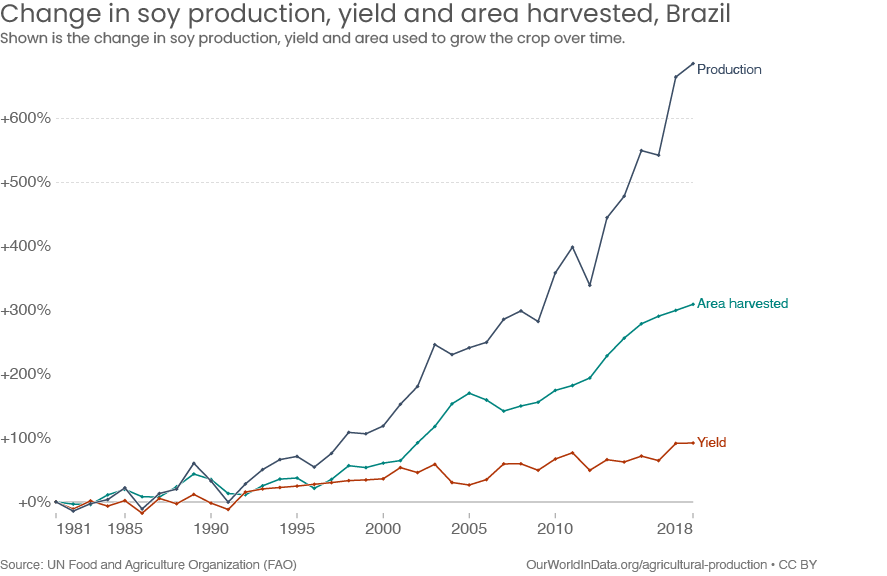 Change in soy production, yield and area harvested, Brazil
Shown is the change in soy production, yield and area used to grow the crop over time.
Production
+600%
+500%
+400%
+300%
Area harvested
+200%
+100%
Yield
+0%
1981 1985 1990 1995 2000 2005 2010 2018
Source: UN Food and Agriculture Organization (FAO) OurWorldInData.org/agricultural-production • CC BY